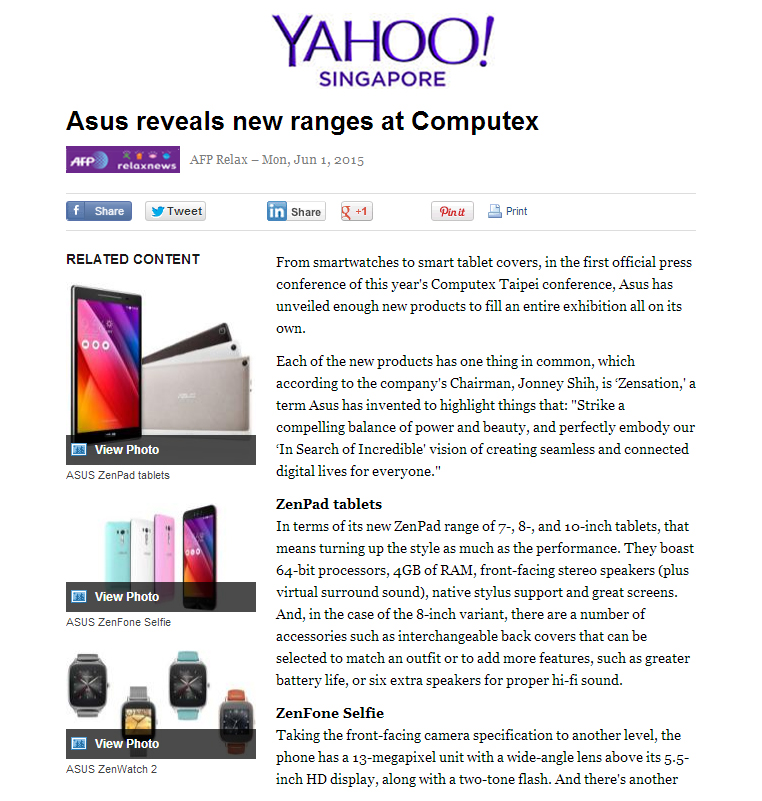 YAHOO!
SINGAPORE
Asus reveals new ranges at Computex
AFP relaxnews
AFP Relax – Mon, Jun 1, 2015
Share
Tweet
in Share
g +1
Pin it
Print
RELATED CONTENT
View Photo
ASUS ZenPad tablets
View Photo
ASUS ZenFone Selfie
View Photo
ASUS ZenWatch 2
From smartwatches to smart tablet covers, in the first official press
conference of this year's Computex Taipei conference, Asus has
unveiled enough new products to fill an entire exhibition all on its
own.
Each of the new products has one thing in common, which
according to the company's Chairman, Jonney Shih, is ‘Zensation,’ a
term Asus has invented to highlight things that: "Strike a
compelling balance of power and beauty, and perfectly embody our
‘In Search of Incredible’ vision of creating seamless and connected
digital lives for everyone."
ZenPad tablets
In terms of its new ZenPad range of 7-, 8-, and 10-inch tablets, that
means turning up the style as much as the performance. They boast
64-bit processors, 4GB of RAM, front-facing stereo speakers (plus
virtual surround sound), native stylus support and great screens.
And, in the case of the 8-inch variant, there are a number of
accessories such as interchangeable back covers that can be
selected to match an outfit or to add more features, such as greater
battery life, or six extra speakers for proper hi-fi sound.
ZenFone Selfie
Taking the front-facing camera specification to another level, the
phone has a 13-megapixel unit with a wide-angle lens above its 5.5-
inch HD display, along with a two-tone flash. And there's another